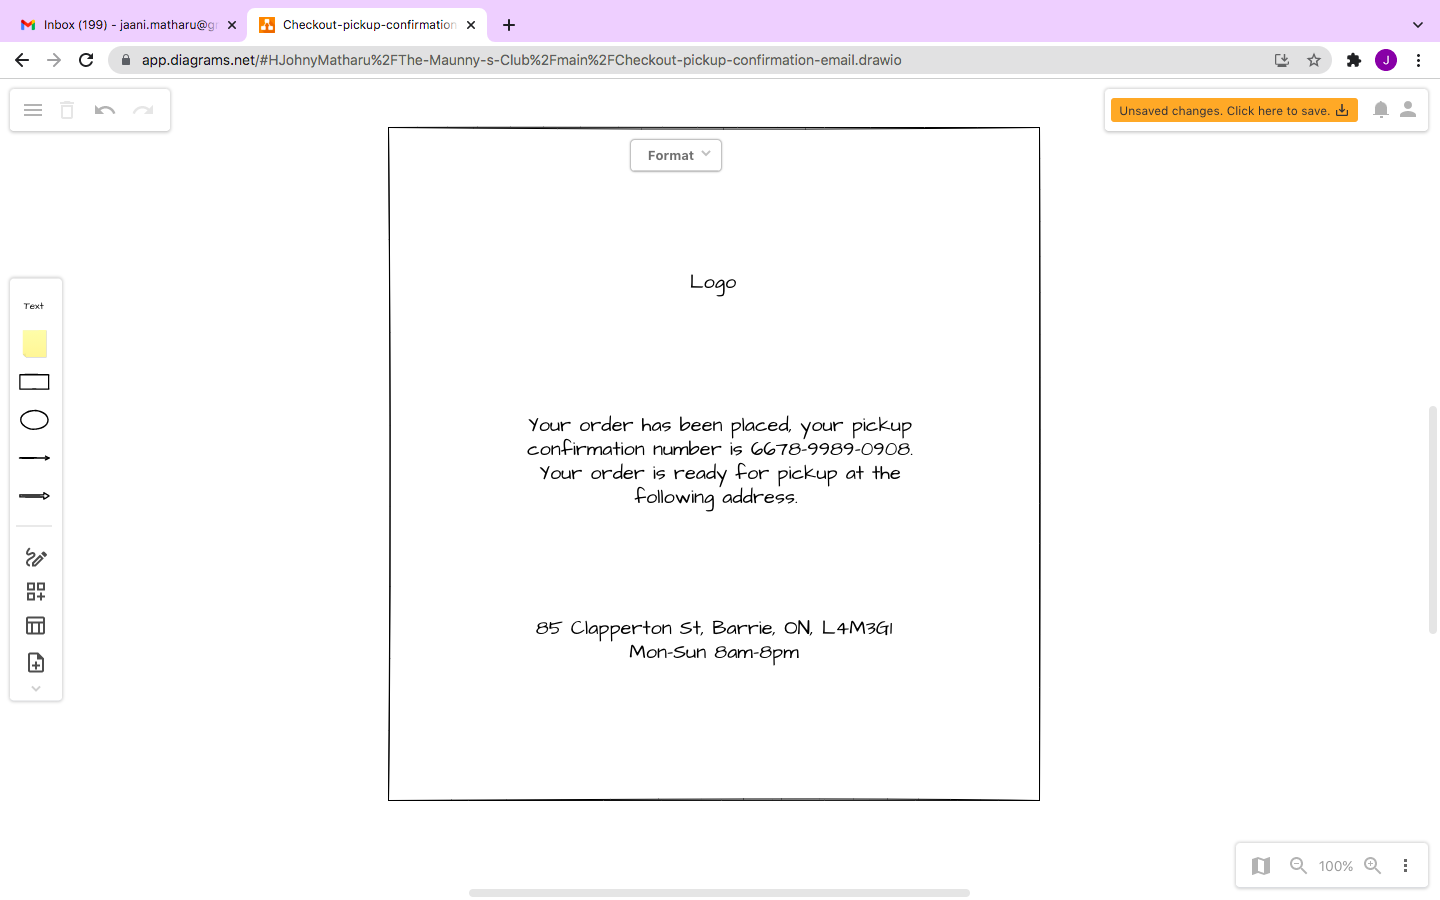 Inbox (199) - jaani.matharu@g
Checkout-pickup-confirmation
app.diagrams.net/#HJohnyMatharu%2FThe-Maunny-s-Club%2Fmain%2FCheckout-pickup-confirmation-email.drawio
J
Unsaved changes. Click here to save.
Format
Text
Logo
Your order has been placed, your pickup
confirmation number is 6678-9989-0908.
Your order is ready for pickup at the
following address.
85 Clapperton St, Barrie, ON, L4M3G1
Mon-Sun 8am-8pm
100%